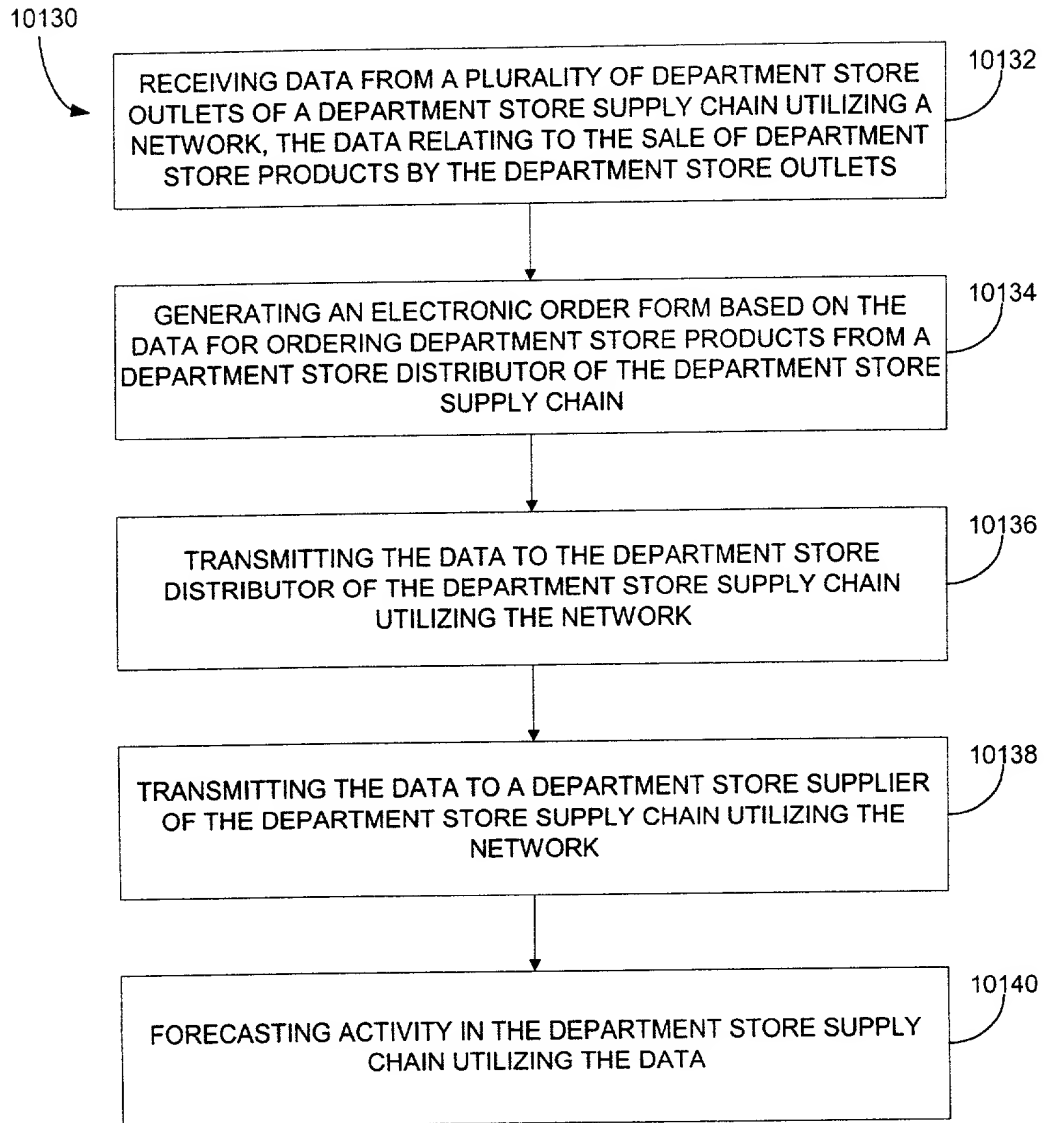 10130
RECEIVING DATA FROM A PLURALITY OF DEPARTMENT STORE
OUTLETS OF A DEPARTMENT STORE SUPPLY CHAIN UTILIZING A
NETWORK, THE DATA RELATING TO THE SALE OF DEPARTMENT
STORE PRODUCTS BY THE DEPARTMENT STORE OUTLETS
10132
GENERATING AN ELECTRONIC ORDER FORM BASED ON THE
DATA FOR ORDERING DEPARTMENT STORE PRODUCTS FROM A
DEPARTMENT STORE DISTRIBUTOR OF THE DEPARTMENT STORE
SUPPLY CHAIN
10134
TRANSMITTING THE DATA TO THE DEPARTMENT STORE
DISTRIBUTOR OF THE DEPARTMENT STORE SUPPLY CHAIN
UTILIZING THE NETWORK
10136
TRANSMITTING THE DATA TO A DEPARTMENT STORE SUPPLIER
OF THE DEPARTMENT STORE SUPPLY CHAIN UTILIZING THE
NETWORK
10138
FORECASTING ACTIVITY IN THE DEPARTMENT STORE SUPPLY
CHAIN UTILIZING THE DATA
10140